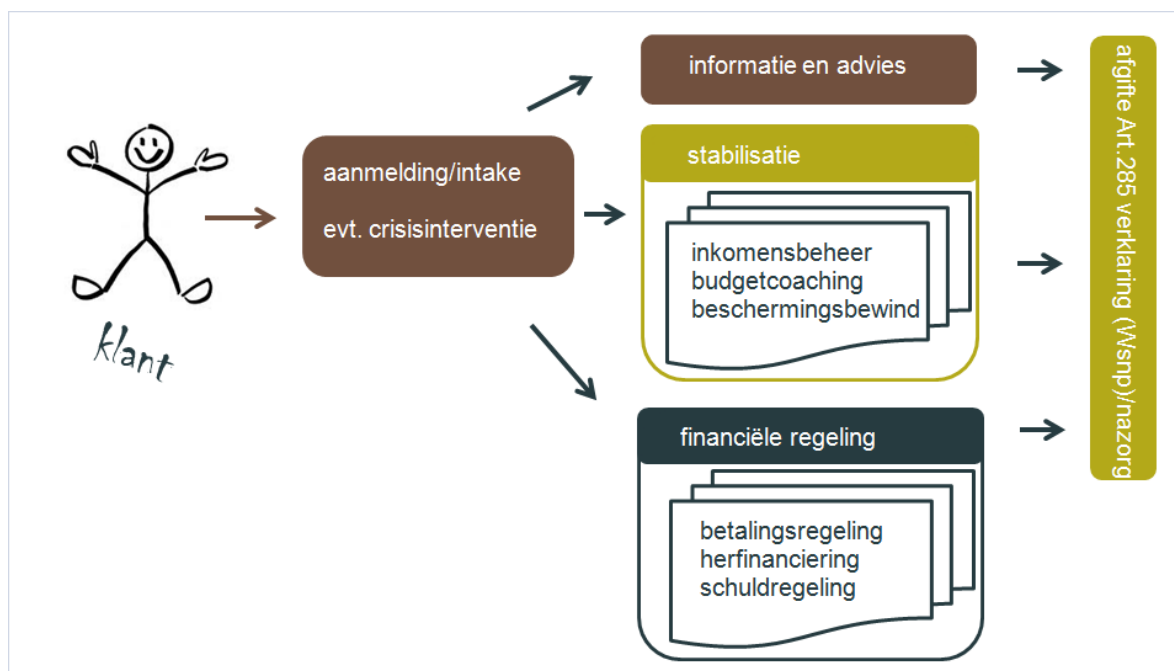 klant
aanmelding/intake
evt. crisisinterventie
informatie en advies
stabilisatie
inkomensbeheer
budgetcoaching
beschermingsbewind
financiële regeling
betalingsregeling
herfinanciering
schuldregeling
afgifte Art. 285 verklaring (Wsnp)/nazorg